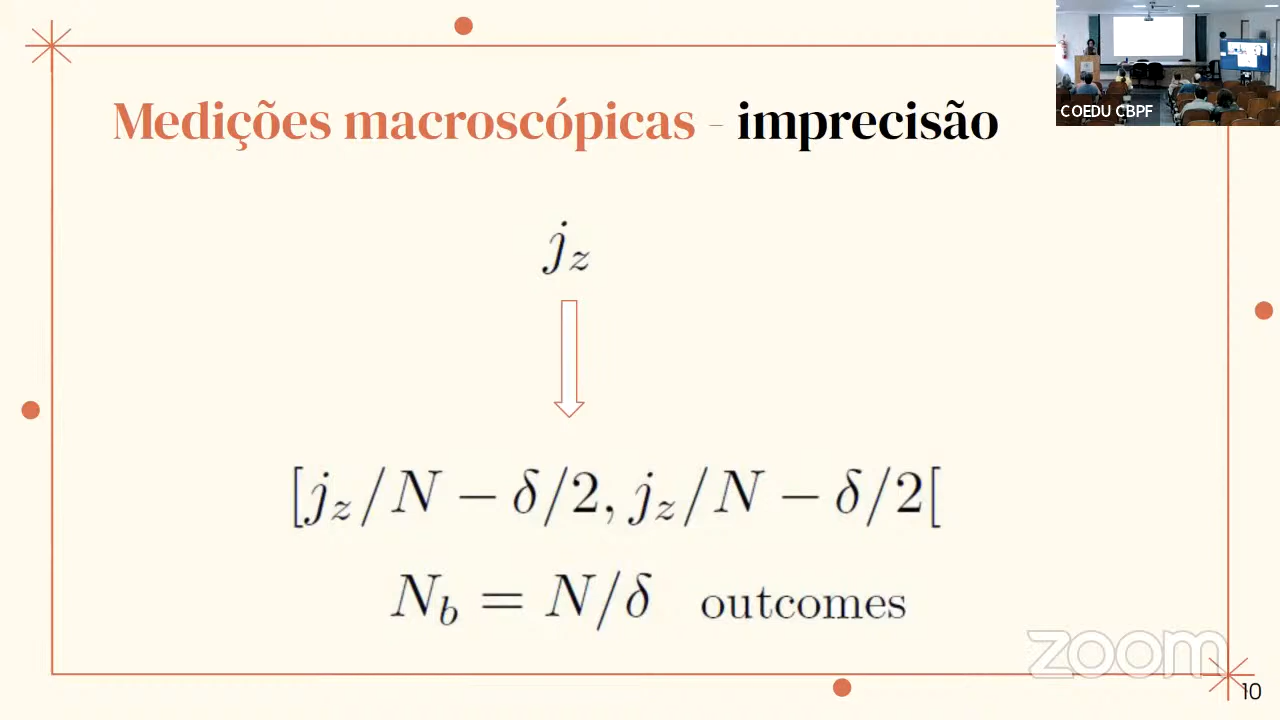 COEDU CBPF
Medições macroscópicas - imprecisão
j_z
[j_z/N − δ/2, j_z/N − δ/2[
N_b = N/δ outcomes
zoom
10